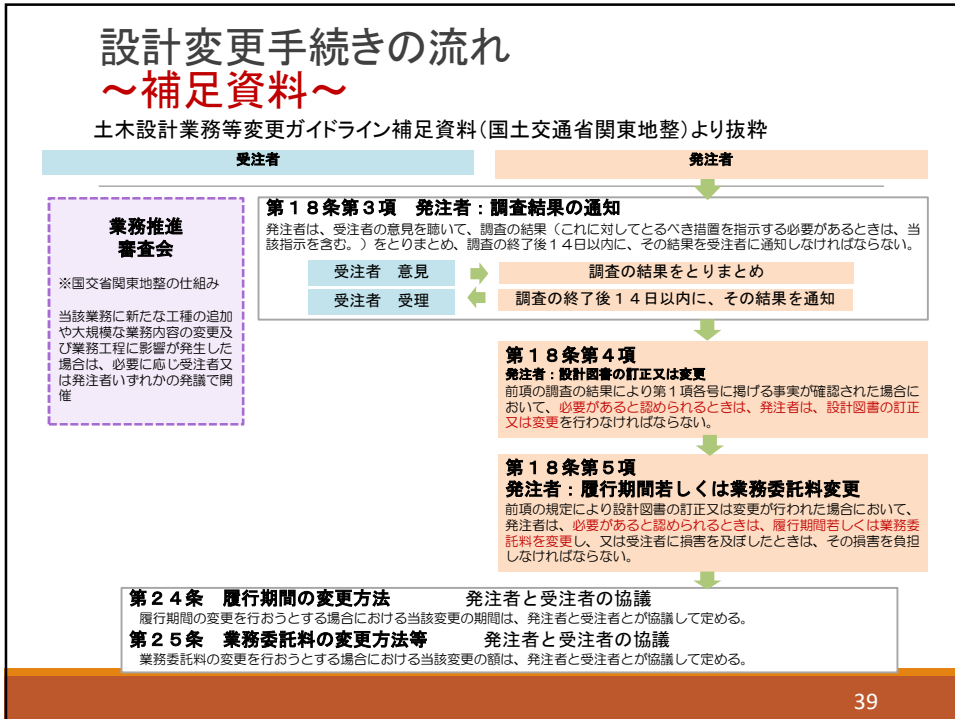 設計変更手続きの流れ
～補足資料～
土木設計業務等変更ガイドライン補足資料（国土交通省関東地整）より抜粋
受注者
発注者
業務推進
審査会
※国交省関東地整の仕組み
当該業務に新たな工種の追加
や大規模な業務内容の変更及
び業務工程に影響が発生した
場合は、必要に応じ受注者又
は発注者いずれかの発議で開
催
第１８条第３項　発注者：調査結果の通知
発注者は、受注者の意見を聴いて、調査の結果（これに対してとるべき措置を指示する必要があるときは、当
該指示を含む。）をとりまとめ、調査の終了後１４日以内に、その結果を受注者に通知しなければならない。
受注者　意見
調査の結果をとりまとめ
受注者　受理
調査の終了後１４日以内に、その結果を通知
第１８条第４項
発注者：設計図書の訂正又は変更
前項の調査の結果により第１項各号に掲げる事実が確認された場合に
おいて、必要があると認められるときは、発注者は、設計図書の訂正
又は変更を行わなければならない。
第１８条第５項
発注者：履行期間若しくは業務委託料変更
前項の規定により設計図書の訂正又は変更が行われた場合において、
発注者は、必要があると認められるときは、履行期間若しくは業務委
託料を変更し、又は受注者に損害を及ぼしたときは、その損害を負担
しなければならない。
第２４条　履行期間の変更方法　発注者と受注者の協議
履行期間の変更を行おうとする場合における当該変更の期間は、発注者と受注者とが協議して定める。
第２５条　業務委託料の変更方法等　発注者と受注者の協議
業務委託料の変更を行おうとする場合における当該変更の額は、発注者と受注者とが協議して定める。
39